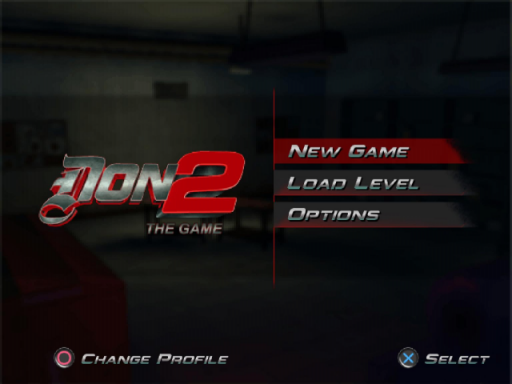 DON2
THE GAME
NEW GAME
LOAD LEVEL
OPTIONS
CHANGE PROFILE
SELECT